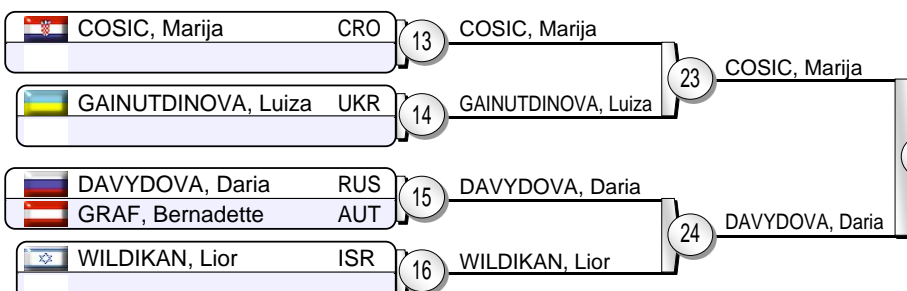 COSIC, Marija CRO 13 COSIC, Marija
23 COSIC, Marija
GAINUTDINOVA, Luiza UKR 14 GAINUTDINOVA, Luiza
DAVYDOVA, Daria RUS 15 DAVYDOVA, Daria
GRAF, Bernadette AUT
24 DAVYDOVA, Daria
WILDIKAN, Lior ISR 16 WILDIKAN, Lior